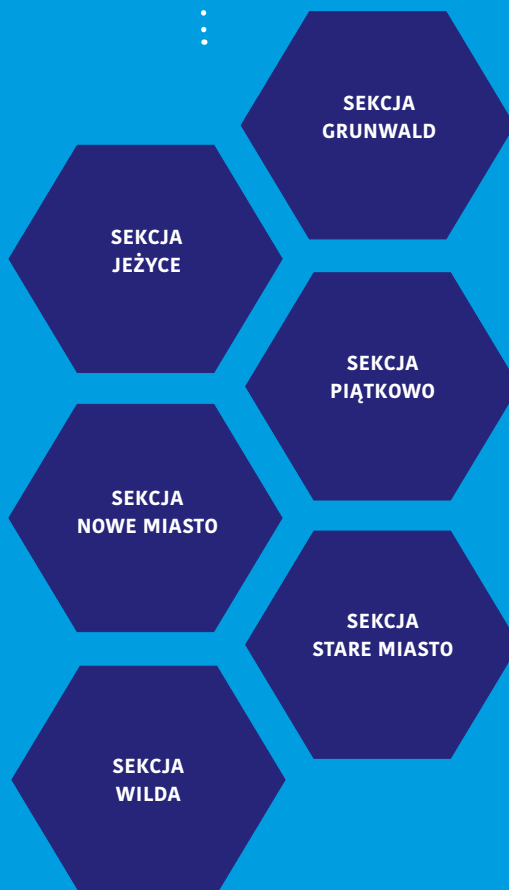 SEKCJA
GRUNWALD
SEKCJA
JEŻYCE
SEKCJA
PIĄTKOWO
SEKCJA
NOWE MIASTO
SEKCJA
STARE MIASTO
SEKCJA
WILDA